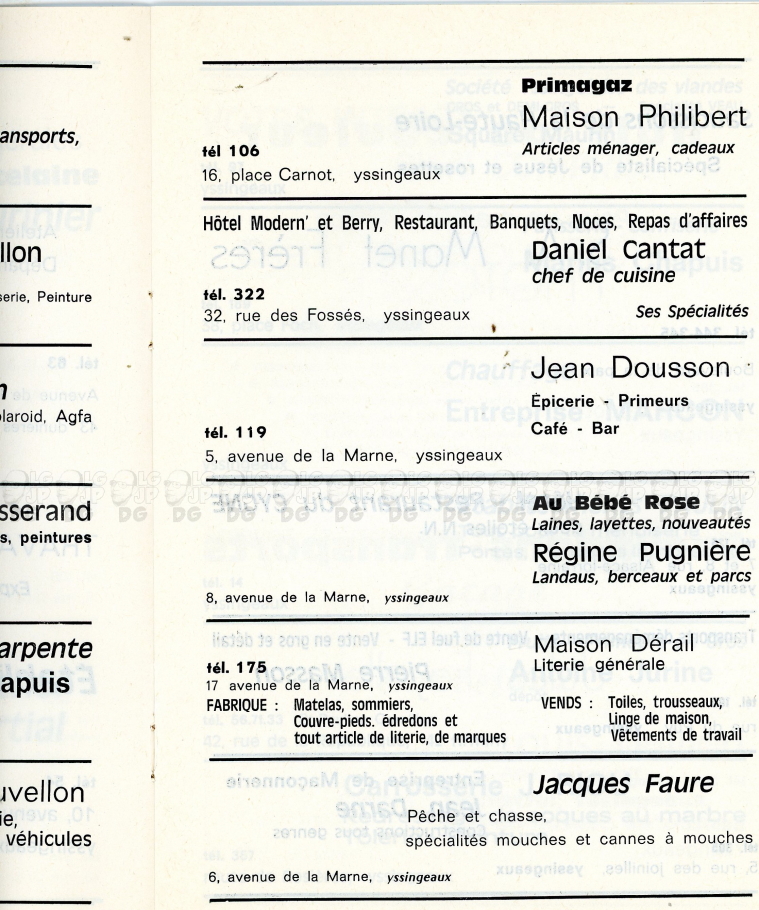 ansports,
llon
serie, Peinture
n
laroid, Agfa
sserand
s, peintures
arpente
apuis
uvellon
ie,
véhicules
Primagaz
Maison Philibert
tél 106
Articles ménager, cadeaux
16, place Carnot, yssingeaux
Hôtel Modern' et Berry, Restaurant, Banquets, Noces, Repas d'affaires
Daniel Cantat
chef de cuisine
tél. 322
32, rue des Fossés, yssingeaux
Ses Spécialités
Jean Dousson
Épicerie - Primeurs
Café - Bar
tél. 119
5, avenue de la Marne, yssingeaux
Au Bébé Rose
Laines, layettes, nouveautés
Régine Pugnière
Landaus, berceaux et parcs
8, avenue de la Marne, yssingeaux
Maison Dérail
Literie générale
tél. 175
17 avenue de la Marne, yssingeaux
FABRIQUE : Matelas, sommiers,
Couvre-pieds. édredons et
tout article de literie, de marques
VENDS : Toiles, trousseaux,
Linge de maison,
Vêtements de travail
Jacques Faure
Pêche et chasse,
spécialités mouches et cannes à mouches
6, avenue de la Marne, yssingeaux